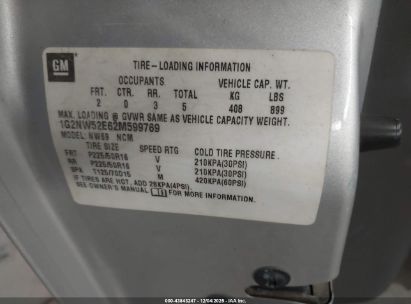 GM
TIRE-LOADING INFORMATION
OCCUPANTS VEHICLE CAP. WT.
FRT. CTR. RR. TOTAL KG LBS
2 0 3 5 408 899
MAX. LOADING @ GVWR SAME AS VEHICLE CAPACITY WEIGHT.
1G2NW52E62M599769
MODEL: NW69 NCM
TIRE SIZE SPEED RTG COLD TIRE PRESSURE
FRT P225/50R16 V 210KPA(30PSI)
RR P225/50R16 V 210KPA(30PSI)
SPA T125/70D15 M 420KPA(60PSI)
IF TIRES ARE HOT, ADD 28KPA(4PSI).
SEE OWNER'S MANUAL FOR MORE INFORMATION.